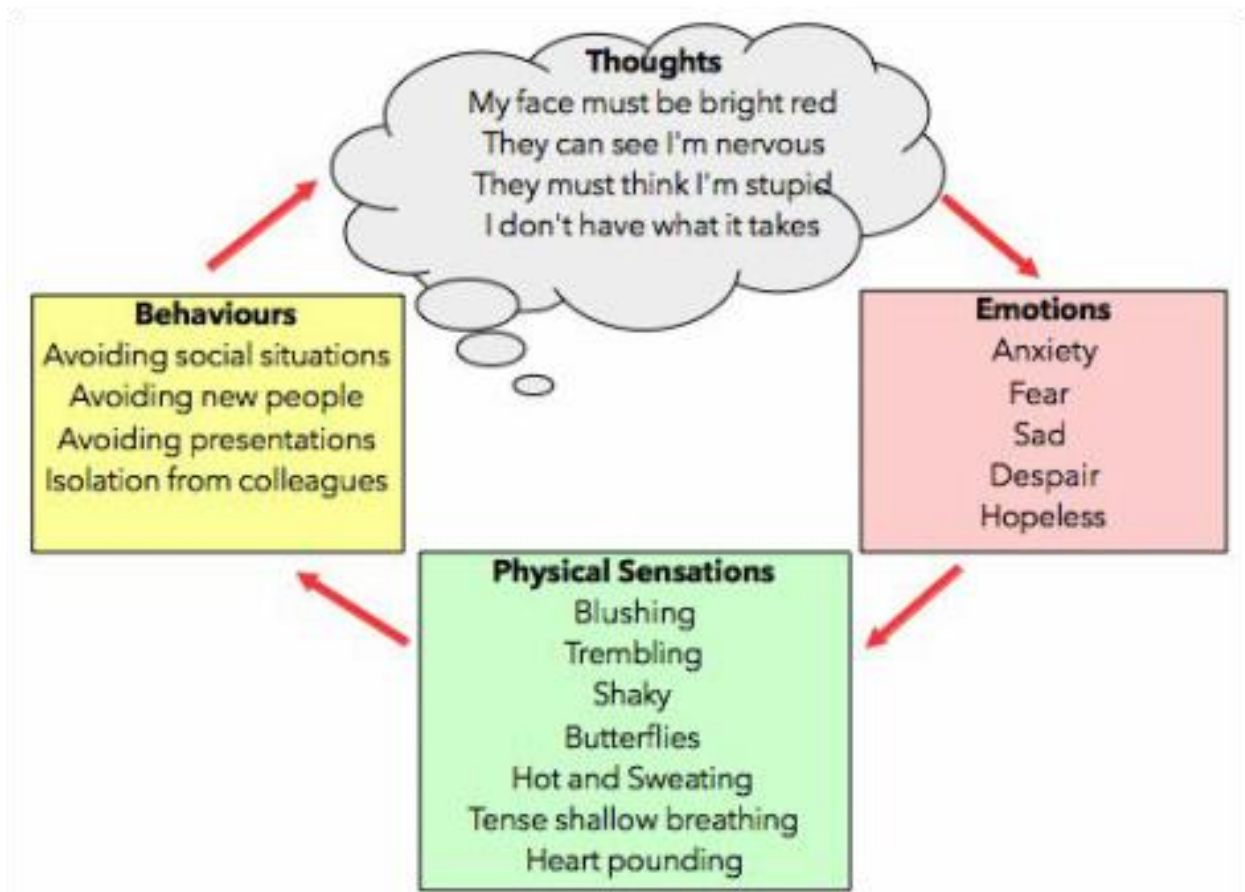 Thoughts
My face must be bright red
They can see I'm nervous
They must think I'm stupid
I don't have what it takes
Emotions
Anxiety
Fear
Sad
Despair
Hopeless
Physical Sensations
Blushing
Trembling
Shaky
Butterflies
Hot and Sweating
Tense shallow breathing
Heart pounding
Behaviours
Avoiding social situations
Avoiding new people
Avoiding presentations
Isolation from colleagues